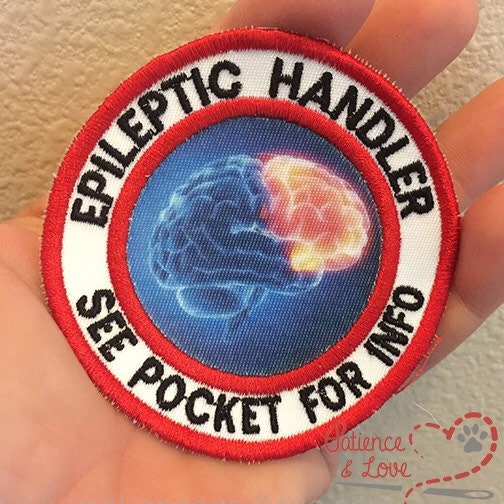 EPILEPTIC HANDLER
SEE POCKET FOR INFO
Patience
& Love